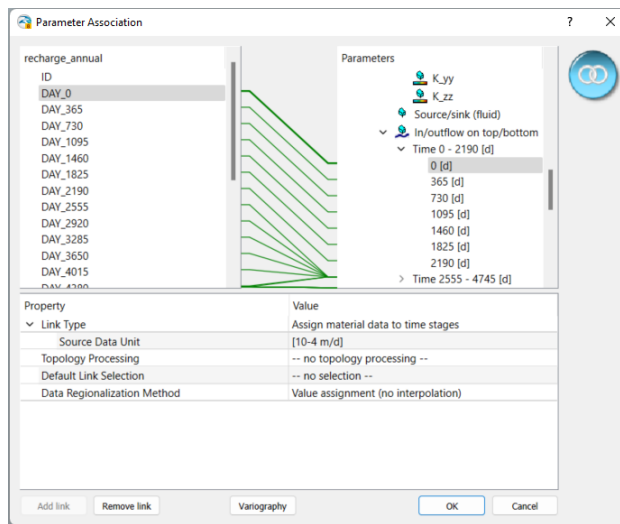 Parameter Association
?
recharge_annual
ID
DAY_0
DAY_365
DAY_730
DAY_1095
DAY_1460
DAY_1825
DAY_2190
DAY_2555
DAY_2920
DAY_3285
DAY_3650
DAY_4015
DAY_4380
Parameters
K_yy
K_zz
Source/sink (fluid)
In/outflow on top/bottom
Time 0 - 2190 [d]
0 [d]
365 [d]
730 [d]
1095 [d]
1460 [d]
1825 [d]
2190 [d]
Time 2555 - 4745 [d]
Property Value
Link Type Assign material data to time stages
Source Data Unit [10-4 m/d]
Topology Processing -- no topology processing --
Default Link Selection -- no selection --
Data Regionalization Method Value assignment (no interpolation)
Add link Remove link Variography OK Cancel